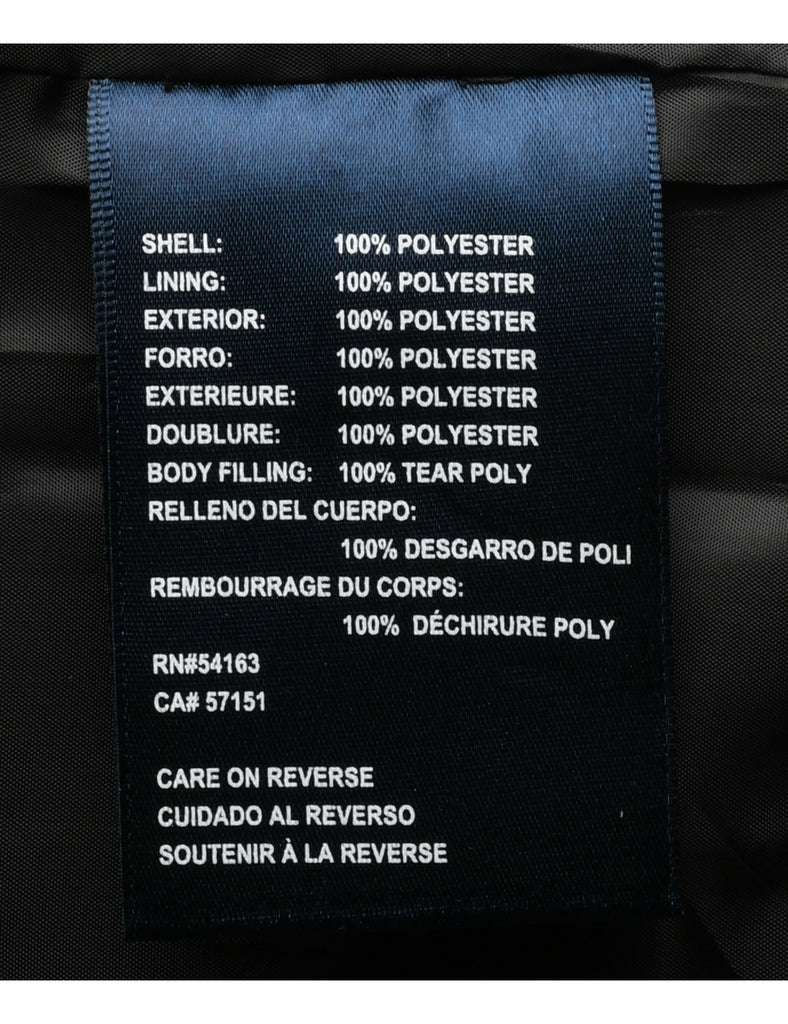 SHELL: 100% POLYESTER
LINING: 100% POLYESTER
EXTERIOR: 100% POLYESTER
FORRO: 100% POLYESTER
EXTERIEURE: 100% POLYESTER
DOUBLURE: 100% POLYESTER
BODY FILLING: 100% TEAR POLY
RELLENO DEL CUERPO:
100% DESGARRO DE POLI
REMBOURRAGE DU CORPS:
100% DÉCHIRURE POLY
RN#54163
CA# 57151
CARE ON REVERSE
CUIDADO AL REVERSO
SOUTENIR À LA REVERSE